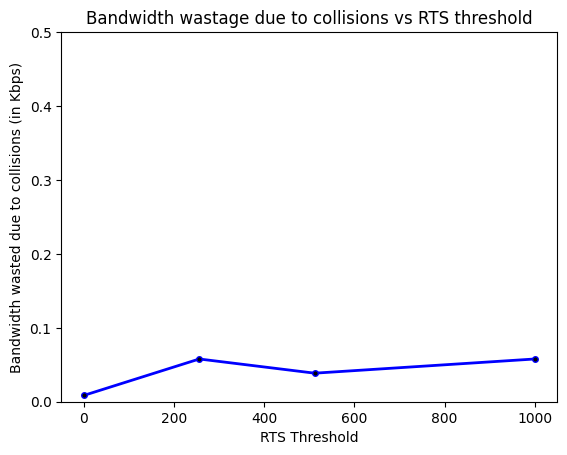 Bandwidth wastage due to collisions vs RTS threshold
Bandwidth wasted due to collisions (in Kbps)
0.5
0.4
0.3
0.2
0.1
0.0
0 200 400 600 800 1000
RTS Threshold